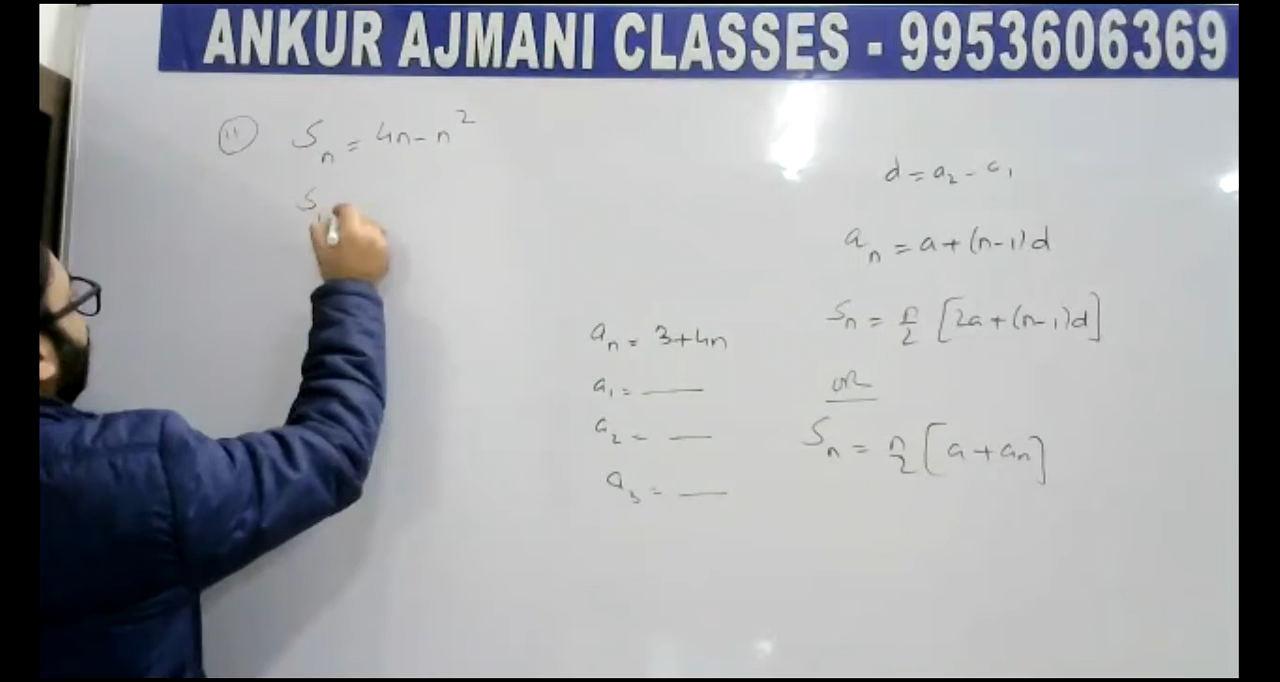 ANKUR AJMANI CLASSES - 9953606369
(11) Sₙ = 4n - n²
S₁
d = a₂ - a₁
aₙ = a + (n-1)d
Sₙ = n/2 [2a + (n-1)d]
OR
Sₙ = n/2 [a + aₙ]
aₙ = 3+4n
a₁ = ___
a₂ = ___
a₃ = ___